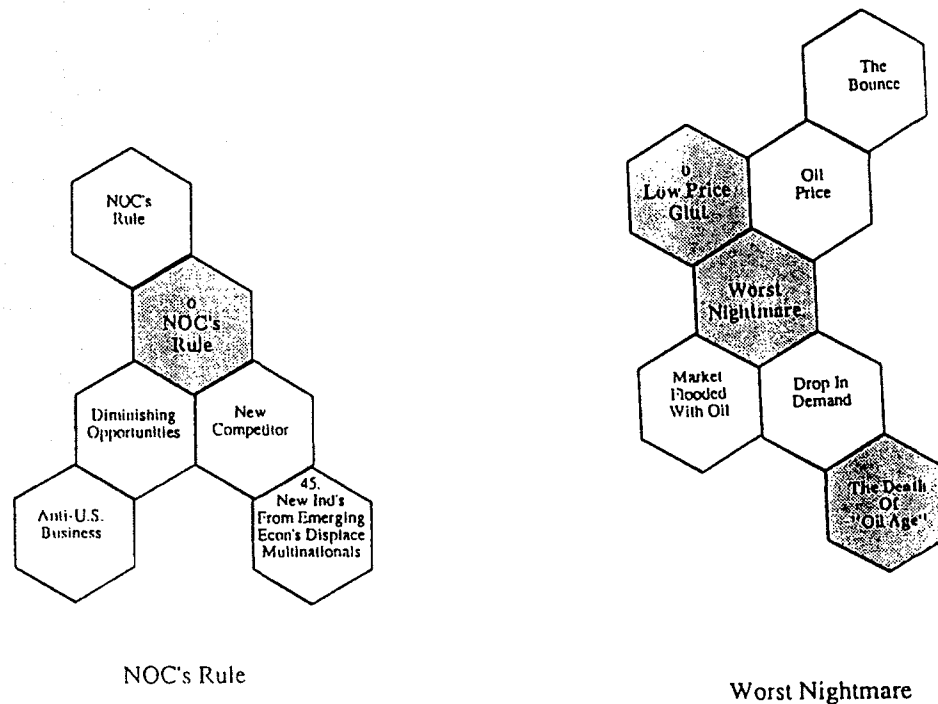 NOC's
Rule
o
NOC's
Rule
Diminishing
Opportunities
New
Competitor
Anti-U.S.
Business
45.
New Ind's
From Emerging
Econ's Displace
Multinationals
NOC's Rule
The
Bounce
o
Low Price
Glut
Oil
Price
Worst
Nightmare
Market
Flooded
With Oil
Drop In
Demand
The Death
Of
"Oil Age"
Worst Nightmare